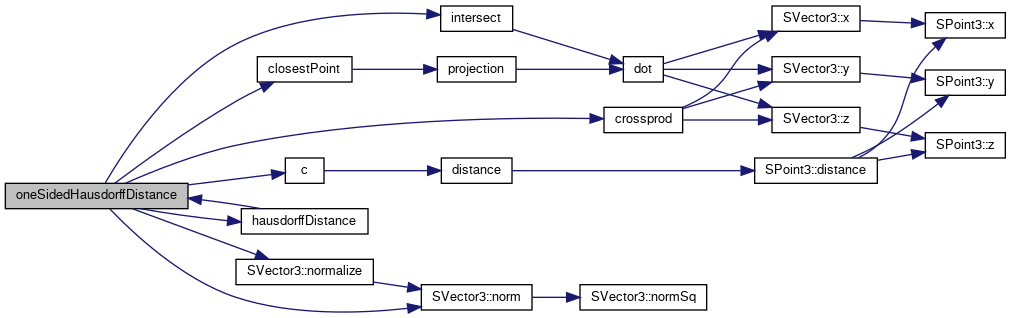 oneSidedHausdorffDistance
intersect
closestPoint
projection
dot
crossprod
c
distance
hausdorffDistance
SVector3::normalize
SVector3::norm
SVector3::normSq
SVector3::x
SVector3::y
SVector3::z
SPoint3::distance
SPoint3::x
SPoint3::y
SPoint3::z